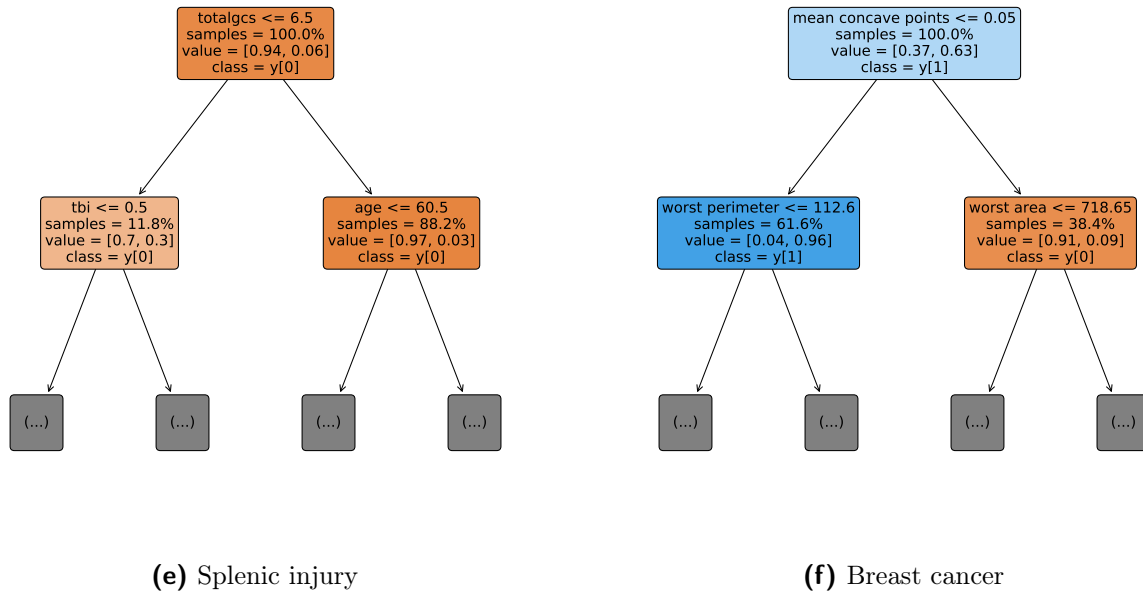 totalgcs <= 6.5
samples = 100.0%
value = [0.94, 0.06]
class = y[0]
tbi <= 0.5
samples = 11.8%
value = [0.7, 0.3]
class = y[0]
age <= 60.5
samples = 88.2%
value = [0.97, 0.03]
class = y[0]
(...)
(...)
(...)
(...)
(e) Splenic injury
mean concave points <= 0.05
samples = 100.0%
value = [0.37, 0.63]
class = y[1]
worst perimeter <= 112.6
samples = 61.6%
value = [0.04, 0.96]
class = y[1]
worst area <= 718.65
samples = 38.4%
value = [0.91, 0.09]
class = y[0]
(...)
(...)
(...)
(...)
(f) Breast cancer